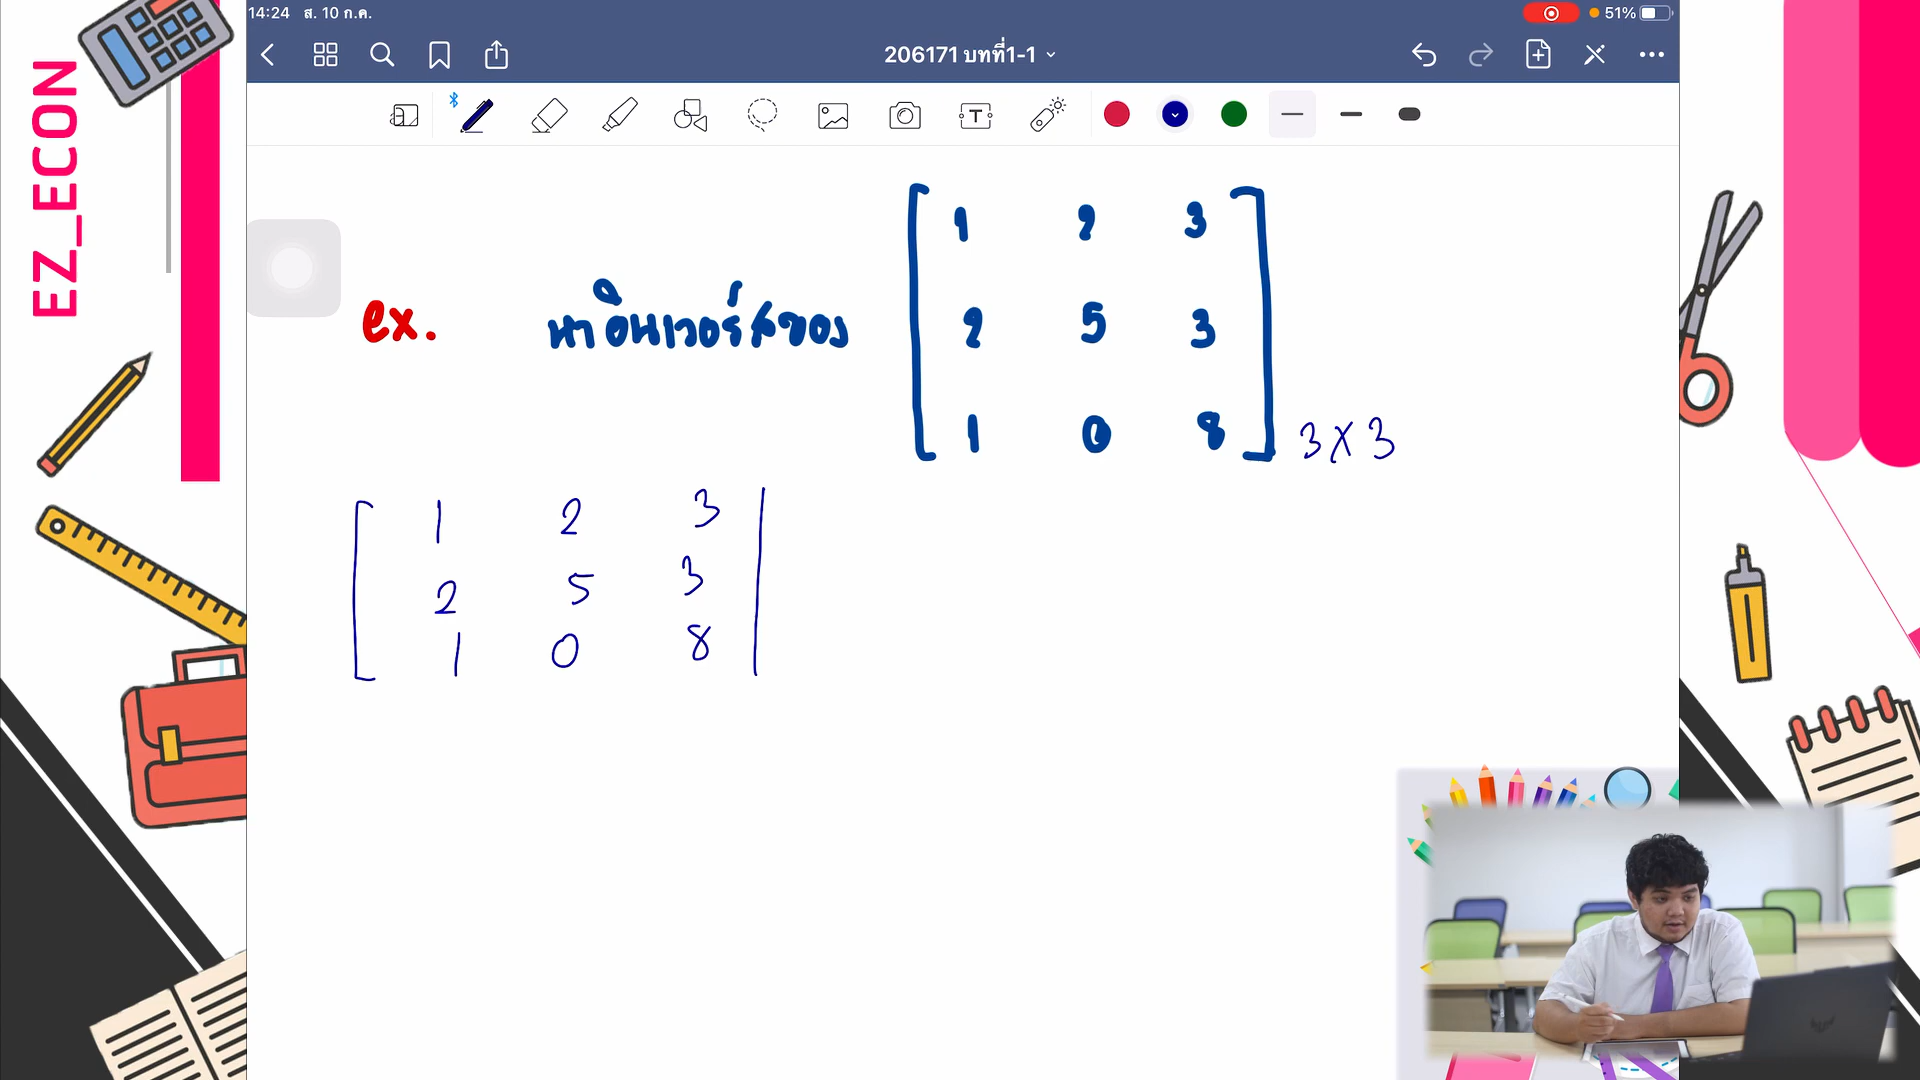 14:24 ส. 10 ก.ค. 51%
206171 บทที่1-1
EZ_ECON
1 2 3
ex. หาอินเวอร์สของ 2 5 3
1 0 8 3 x 3
1 2 3
2 5 3
1 0 8